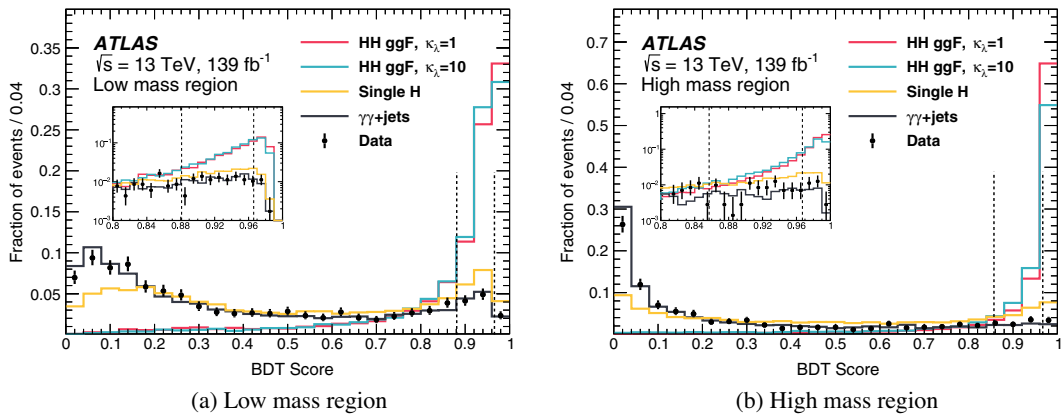 Fraction of events / 0.04
0.35
0.3
0.25
0.2
0.15
0.1
0.05
ATLAS
√s = 13 TeV, 139 fb⁻¹
Low mass region
HH ggF, κλ=1
HH ggF, κλ=10
Single H
γγ+jets
Data
10⁻¹
10⁻²
10⁻³
0.8 0.84 0.88 0.92 0.96 1
0 0.1 0.2 0.3 0.4 0.5 0.6 0.7 0.8 0.9 1
BDT Score
(a) Low mass region
Fraction of events / 0.04
0.7
0.6
0.5
0.4
0.3
0.2
0.1
ATLAS
√s = 13 TeV, 139 fb⁻¹
High mass region
HH ggF, κλ=1
HH ggF, κλ=10
Single H
γγ+jets
Data
1
10⁻¹
10⁻²
10⁻³
0.8 0.84 0.88 0.92 0.96 1
0 0.1 0.2 0.3 0.4 0.5 0.6 0.7 0.8 0.9 1
BDT Score
(b) High mass region